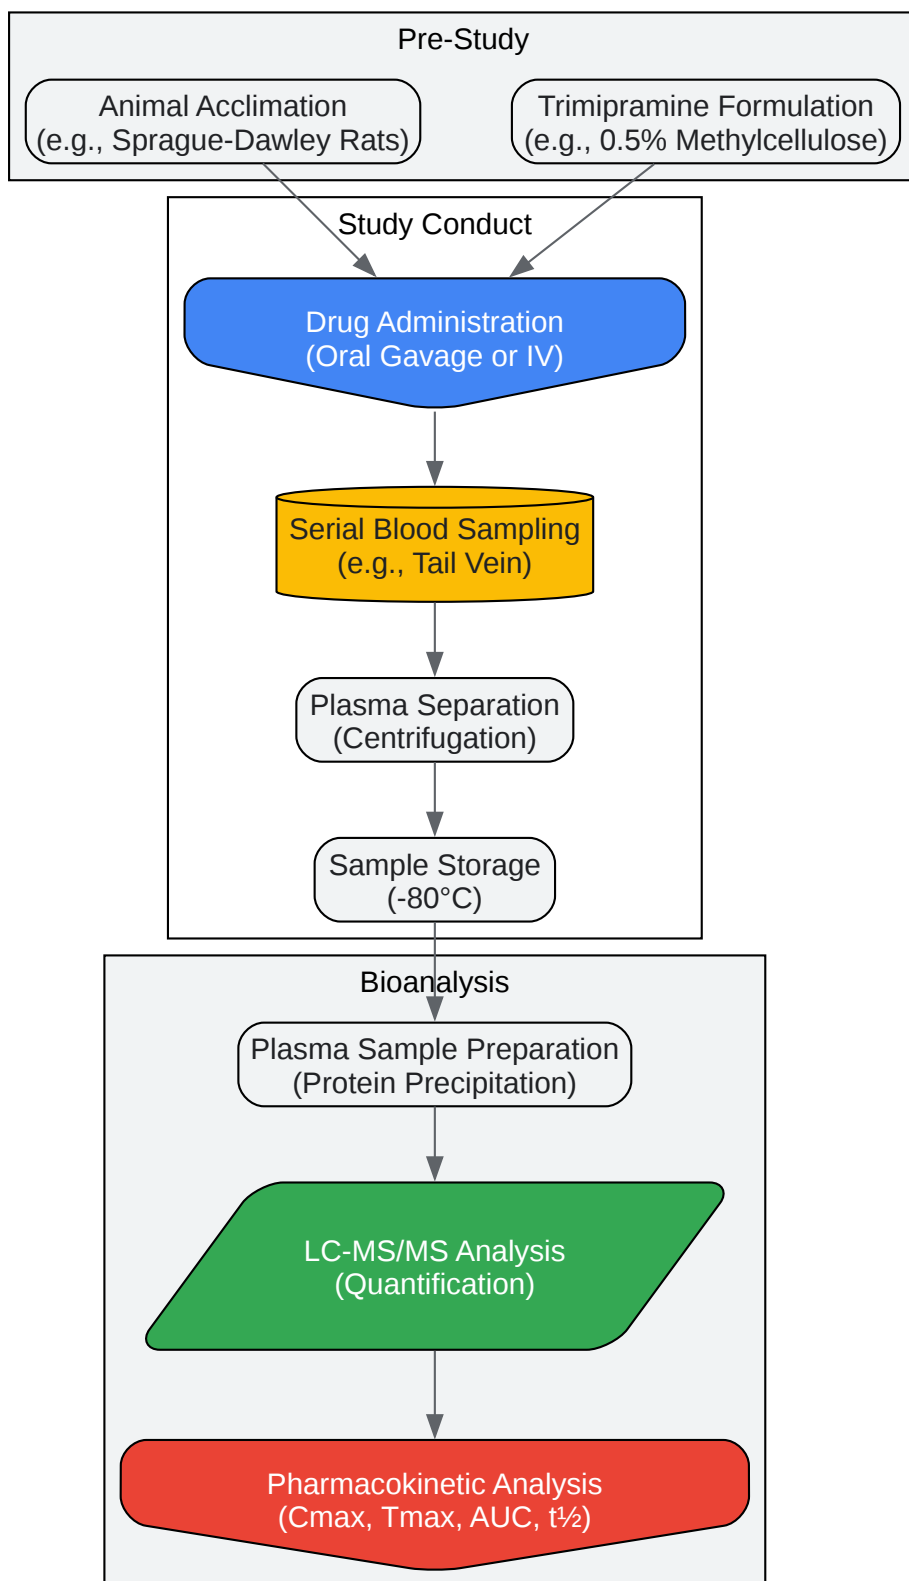 Pre-Study
Animal Acclimation
(e.g., Sprague-Dawley Rats)
Trimipramine Formulation
(e.g., 0.5% Methylcellulose)
Study Conduct
Drug Administration
(Oral Gavage or IV)
Serial Blood Sampling
(e.g., Tail Vein)
Plasma Separation
(Centrifugation)
Sample Storage
(-80°C)
Bioanalysis
Plasma Sample Preparation
(Protein Precipitation)
LC-MS/MS Analysis
(Quantification)
Pharmacokinetic Analysis
(Cmax, Tmax, AUC, t½)